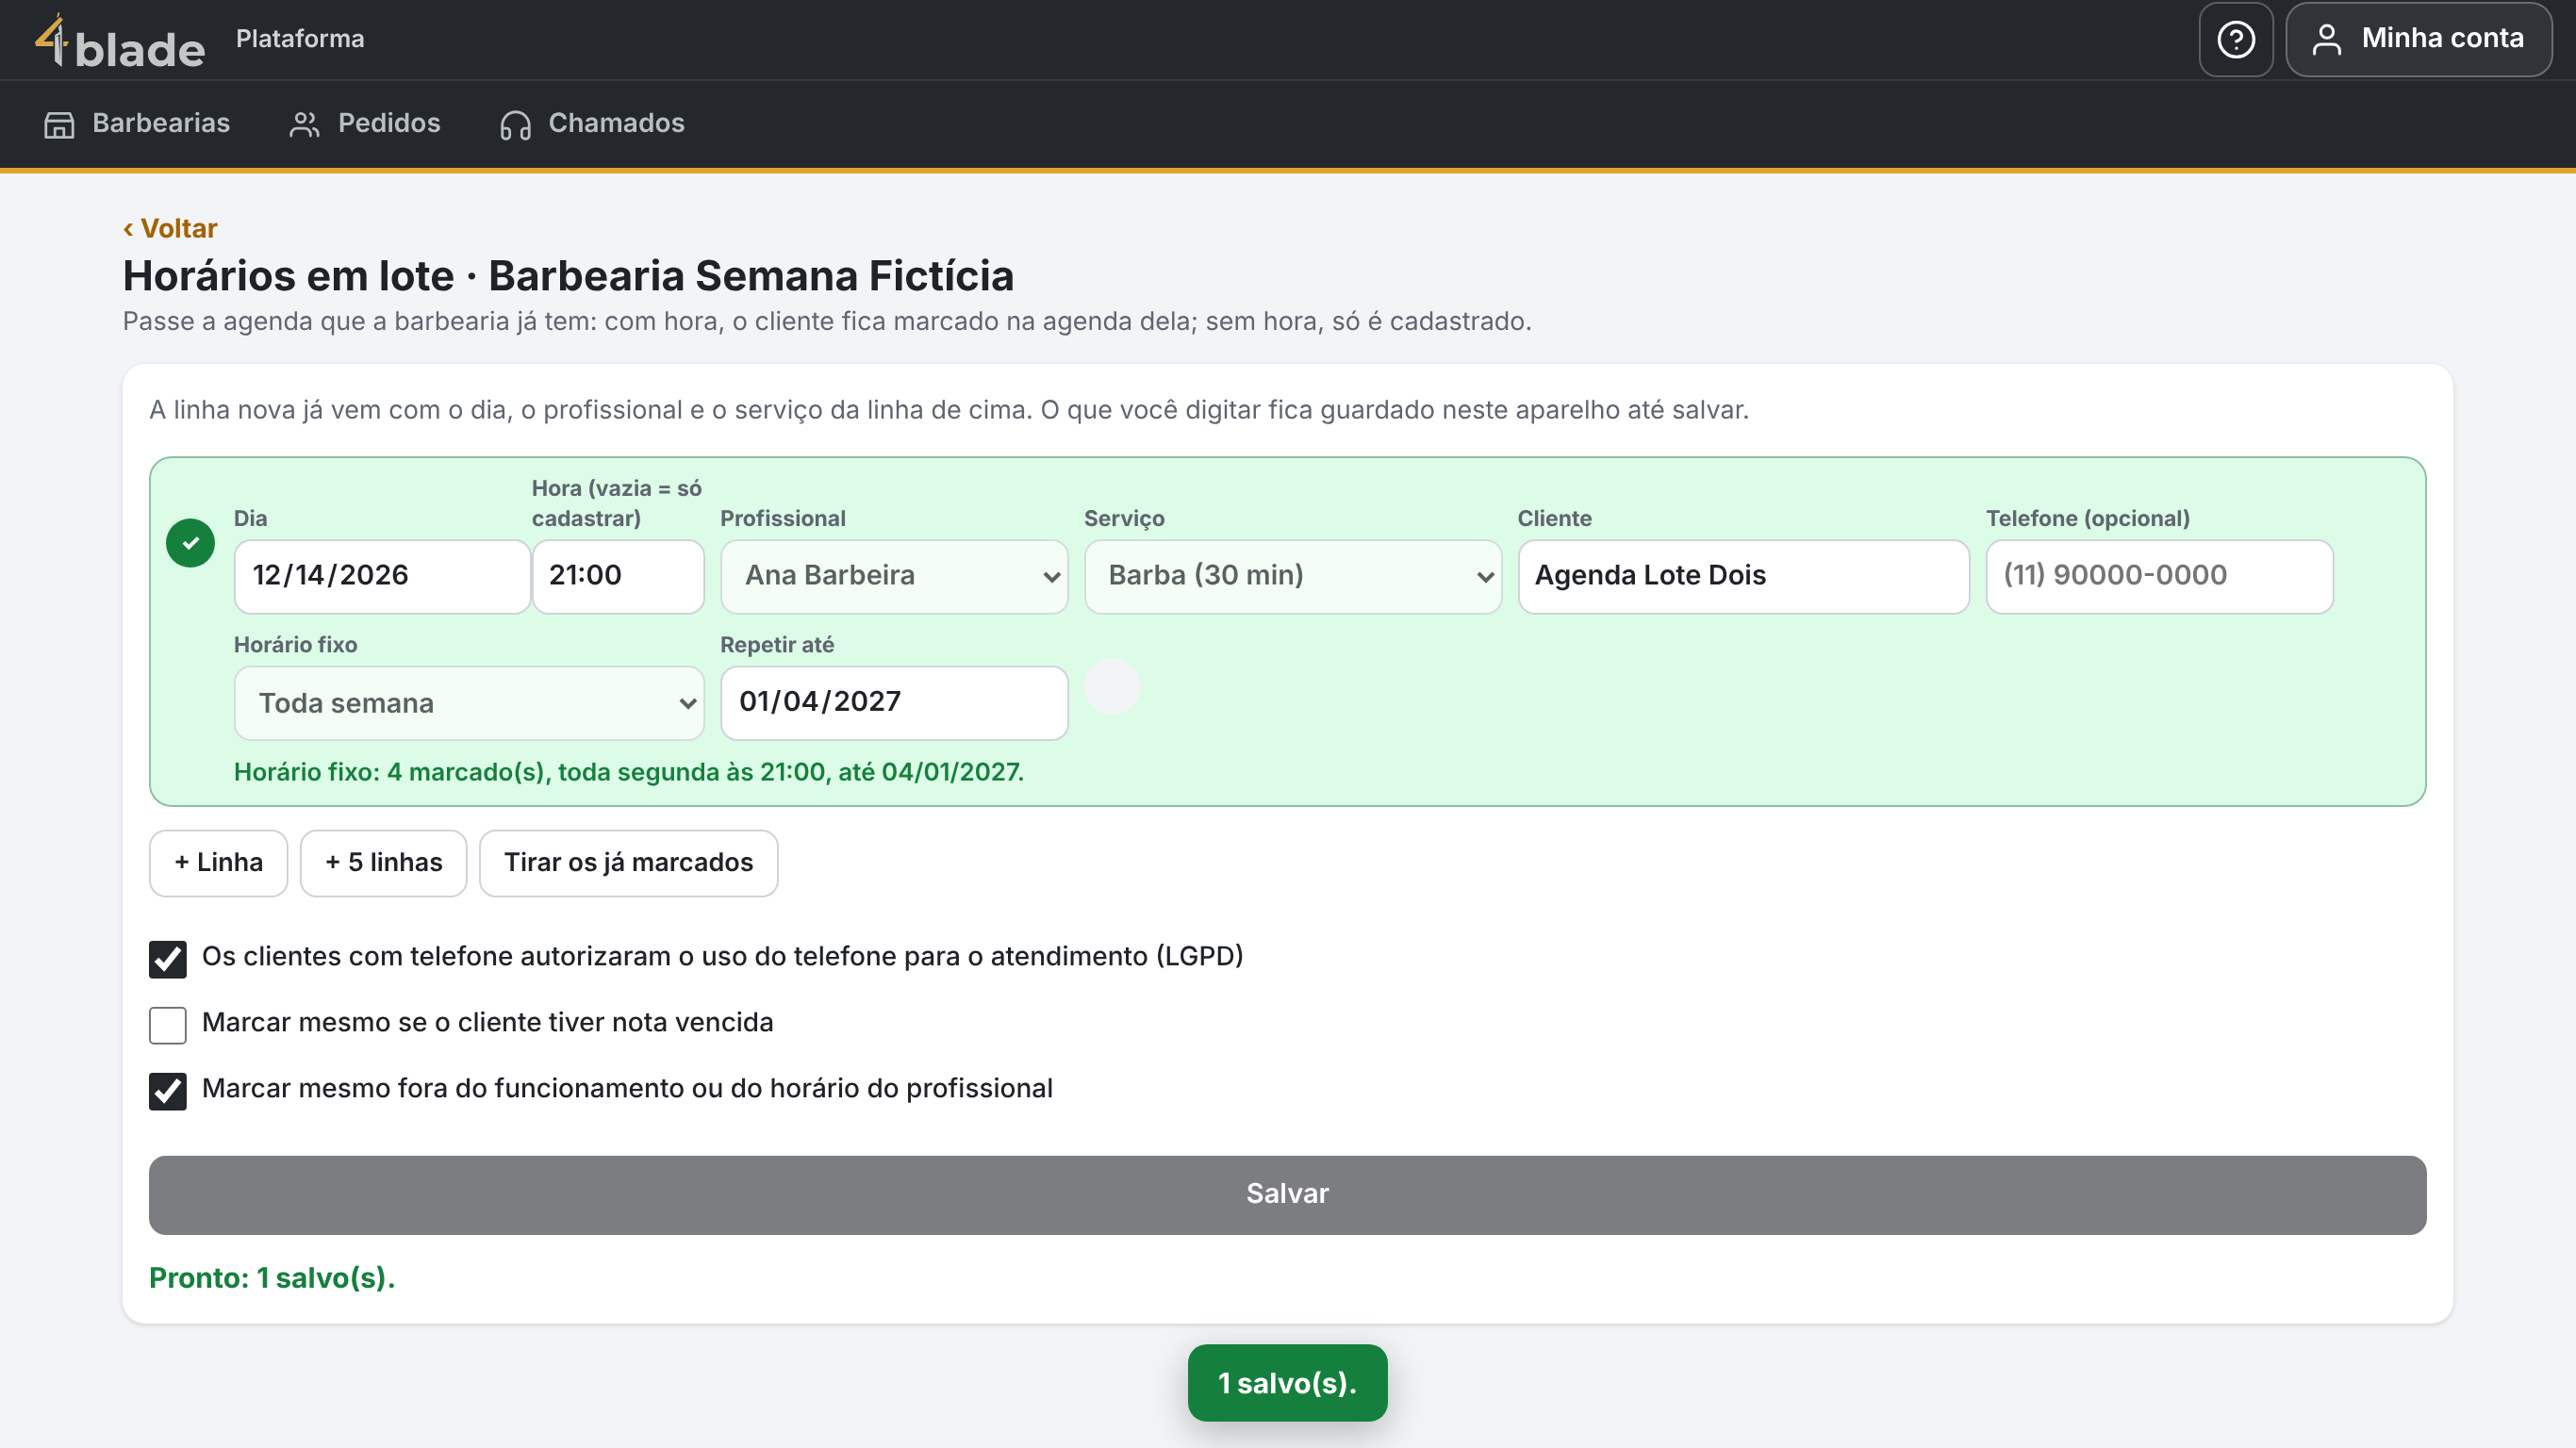 4blade
Plataforma
Minha conta
Barbearias
Pedidos
Chamados
‹ Voltar
Horários em lote · Barbearia Semana Fictícia
Passe a agenda que a barbearia já tem: com hora, o cliente fica marcado na agenda dela; sem hora, só é cadastrado.
A linha nova já vem com o dia, o profissional e o serviço da linha de cima. O que você digitar fica guardado neste aparelho até salvar.
Dia
Hora (vazia = só
cadastrar)
Profissional
Serviço
Cliente
Telefone (opcional)
12/14/2026
21:00
Ana Barbeira
Barba (30 min)
Agenda Lote Dois
(11) 90000-0000
Horário fixo
Repetir até
Toda semana
01/04/2027
Horário fixo: 4 marcado(s), toda segunda às 21:00, até 04/01/2027.
+ Linha
+ 5 linhas
Tirar os já marcados
Os clientes com telefone autorizaram o uso do telefone para o atendimento (LGPD)
Marcar mesmo se o cliente tiver nota vencida
Marcar mesmo fora do funcionamento ou do horário do profissional
Salvar
Pronto: 1 salvo(s).
1 salvo(s).